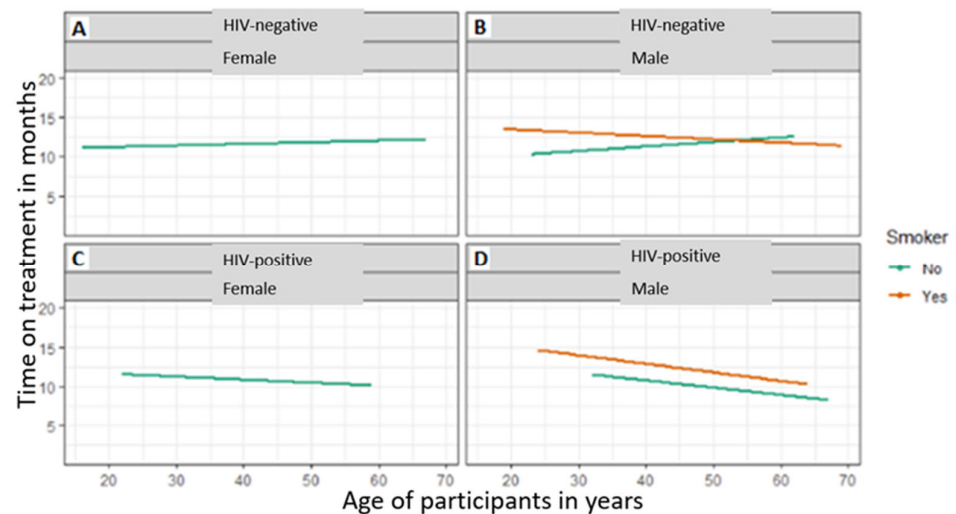 A
HIV-negative
Female
B
HIV-negative
Male
Time on treatment in months
20
15
10
5
C
HIV-positive
Female
D
HIV-positive
Male
20
15
10
5
Smoker
No
Yes
20 30 40 50 60 70
20 30 40 50 60 70
Age of participants in years